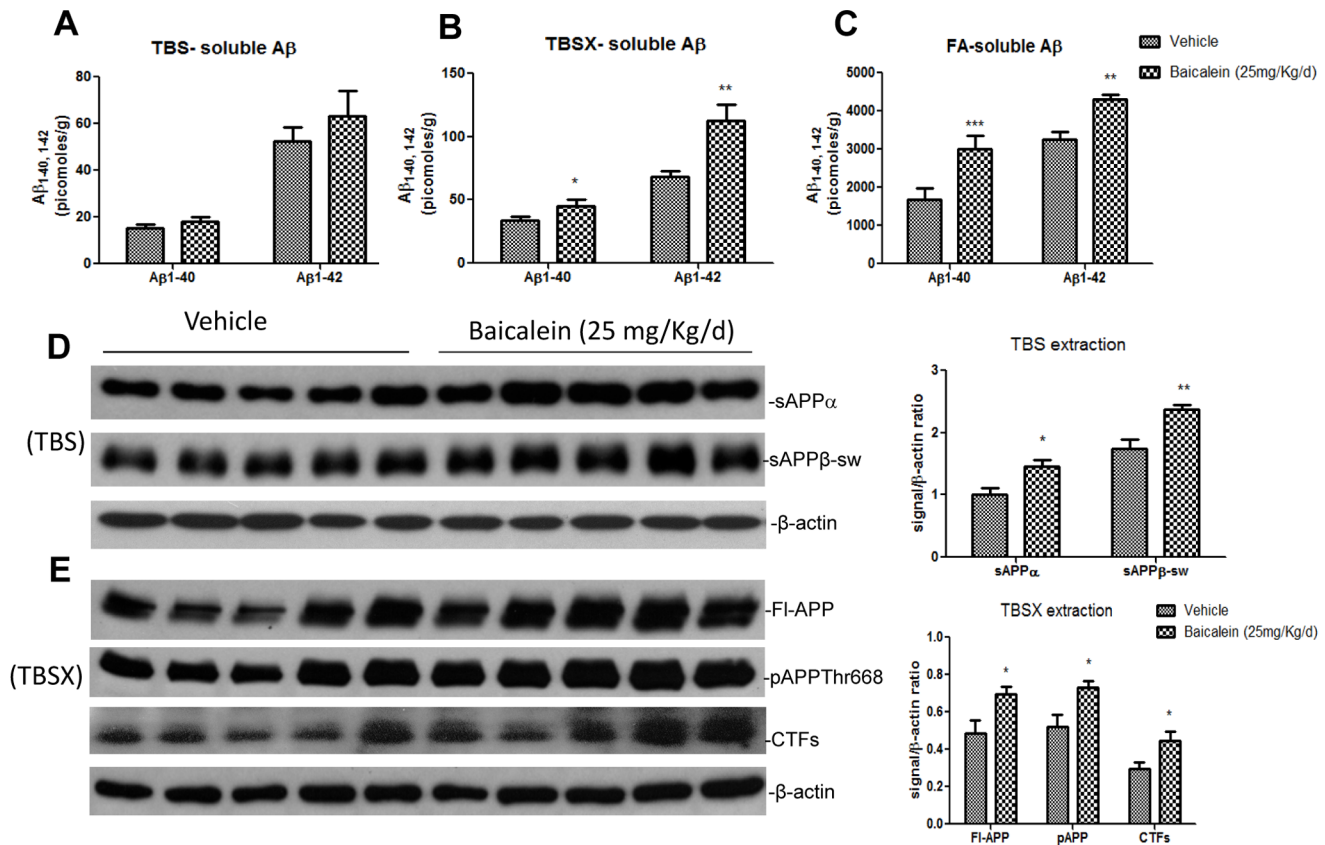 A
TBS- soluble Aβ
Aβ1-40, 1-42
(picomoles/g)
80
60
40
20
0
Aβ1-40
Aβ1-42
B
TBSX- soluble Aβ
Aβ1-40, 1-42
(picomoles/g)
150
100
50
0
*
**
Aβ1-40
Aβ1-42
C
FA-soluble Aβ
Aβ1-40, 1-42
(picomoles/g)
5000
4000
3000
2000
1000
0
***
**
Aβ1-40
Aβ1-42
Vehicle
Baicalein (25mg/Kg/d)
Vehicle
Baicalein (25 mg/Kg/d)
D
(TBS)
-sAPPα
-sAPPβ-sw
-β-actin
TBS extraction
signal/β-actin ratio
3
2
1
0
*
**
sAPPα
sAPPβ-sw
E
(TBSX)
-Fl-APP
-pAPPThr668
-CTFs
-β-actin
TBSX extraction
Vehicle
Baicalein (25mg/Kg/d)
signal/β-actin ratio
1.0
0.8
0.6
0.4
0.2
0.0
*
*
*
Fl-APP
pAPP
CTFs